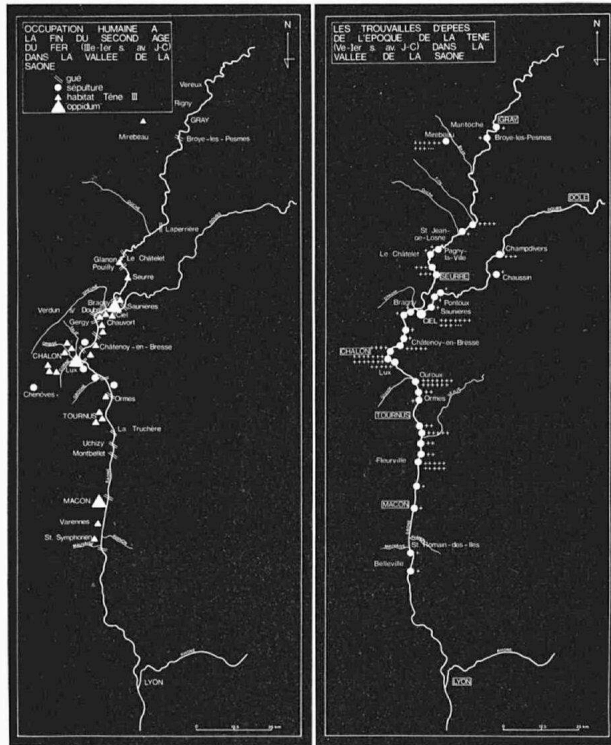 OCCUPATION HUMAINE A
LA FIN DU SECOND AGE
DU FER (IIIe-Ier s. av. J-C)
DANS LA VALLEE DE LA
SAONE
gué
sépulture
habitat Tène III
oppidum
N
Vereux
Rigny
GRAY
Mirebeau
Broye-les-Pesmes
Laperrière
Le Châtelet
Glanon
Pouilly
Seurre
Bragny
Saunières
Verdun s/ Doubs
Ciel
Gergy
Chauvort
Châtenoy-en-Bresse
CHALON
Lux
Chenôves
Ormes
TOURNUS
La Truchère
Uchizy
Montbellet
MACON
Varennes
St. Symphorien
LYON
LES TROUVAILLES D'EPEES
DE L'EPOQUE DE LA TENE
(Ve-Ier s. av. J-C) DANS LA
VALLEE DE LA SAONE
N
Mantoche
GRAY
Mirebeau
Broye-les-Pesmes
DOLE
St Jean-
de-Losne
Le Châtelet
Pagny-
la-Ville
Champdivers
SEURRE
Chaussin
Bragny
Pontoux
Saunières
CIEL
Châtenoy-en-Bresse
CHALON
Lux
Ouroux
Ormes
TOURNUS
Fleurville
MACON
St Romain-des-Iles
Belleville
LYON